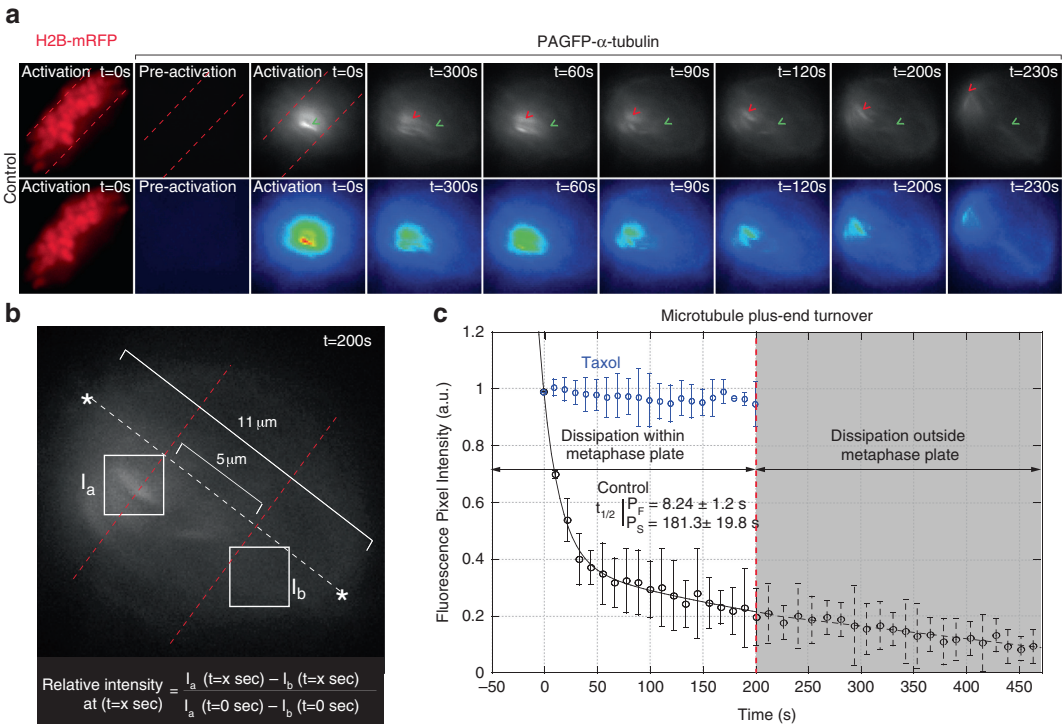 a
H2B-mRFP
PAGFP-α-tubulin
Control
Activation t=0s
Pre-activation
Activation t=0s
t=300s
t=60s
t=90s
t=120s
t=200s
t=230s
Activation t=0s
Pre-activation
Activation t=0s
t=300s
t=60s
t=90s
t=120s
t=200s
t=230s
b
t=200s
*
11 μm
5 μm
Ia
Ib
*
Relative intensity at (t=x sec) = Ia (t=x sec) – Ib (t=x sec) / Ia (t=0 sec) – Ib (t=0 sec)
c
Microtubule plus-end turnover
Fluorescence Pixel Intensity (a.u.)
1.2
1
0.8
0.6
0.4
0.2
0
Taxol
Dissipation within
metaphase plate
Dissipation outside
metaphase plate
Control
t1/2 | PF = 8.24 ± 1.2 s
PS = 181.3± 19.8 s
–50 0 50 100 150 200 250 300 350 400 450
Time (s)